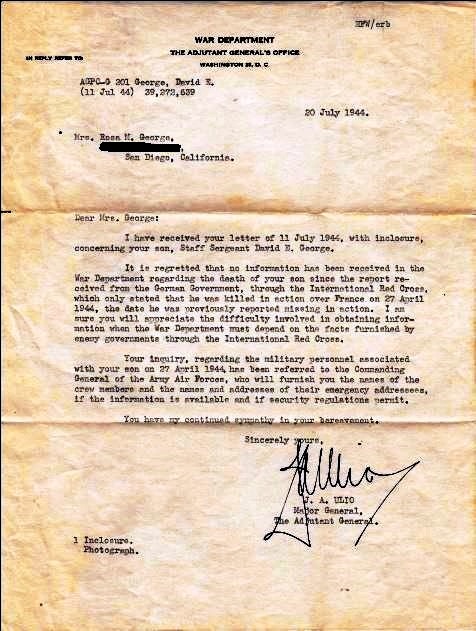 HFW/erb
WAR DEPARTMENT
THE ADJUTANT GENERAL'S OFFICE
IN REPLY REFER TO
WASHINGTON 25, D. C.
AGPC-G 201 George, David E.
(11 Jul 44) 39,272,639
20 July 1944.
Mrs. Rosa M. George,
San Diego, California.
Dear Mrs. George:
I have received your letter of 11 July 1944, with inclosure,
concerning your son, Staff Sergeant David E. George.
It is regretted that no information has been received in the
War Department regarding the death of your son since the report re-
ceived from the German Government, through the International Red Cross,
which only stated that he was killed in action over France on 27 April
1944, the date he was previously reported missing in action. I am
sure you will appreciate the difficulty involved in obtaining infor-
mation when the War Department must depend on the facts furnished by
enemy governments through the International Red Cross.
Your inquiry, regarding the military personnel associated
with your son on 27 April 1944, has been referred to the Commanding
General of the Army Air Forces, who will furnish you the names of the
crew members and the names and addresses of their emergency addressees,
if the information is available and if security regulations permit.
You have my continued sympathy in your bereavement.
Sincerely yours,
J. A. ULIO
Major General,
The Adjutant General.
1 Inclosure.
Photograph.